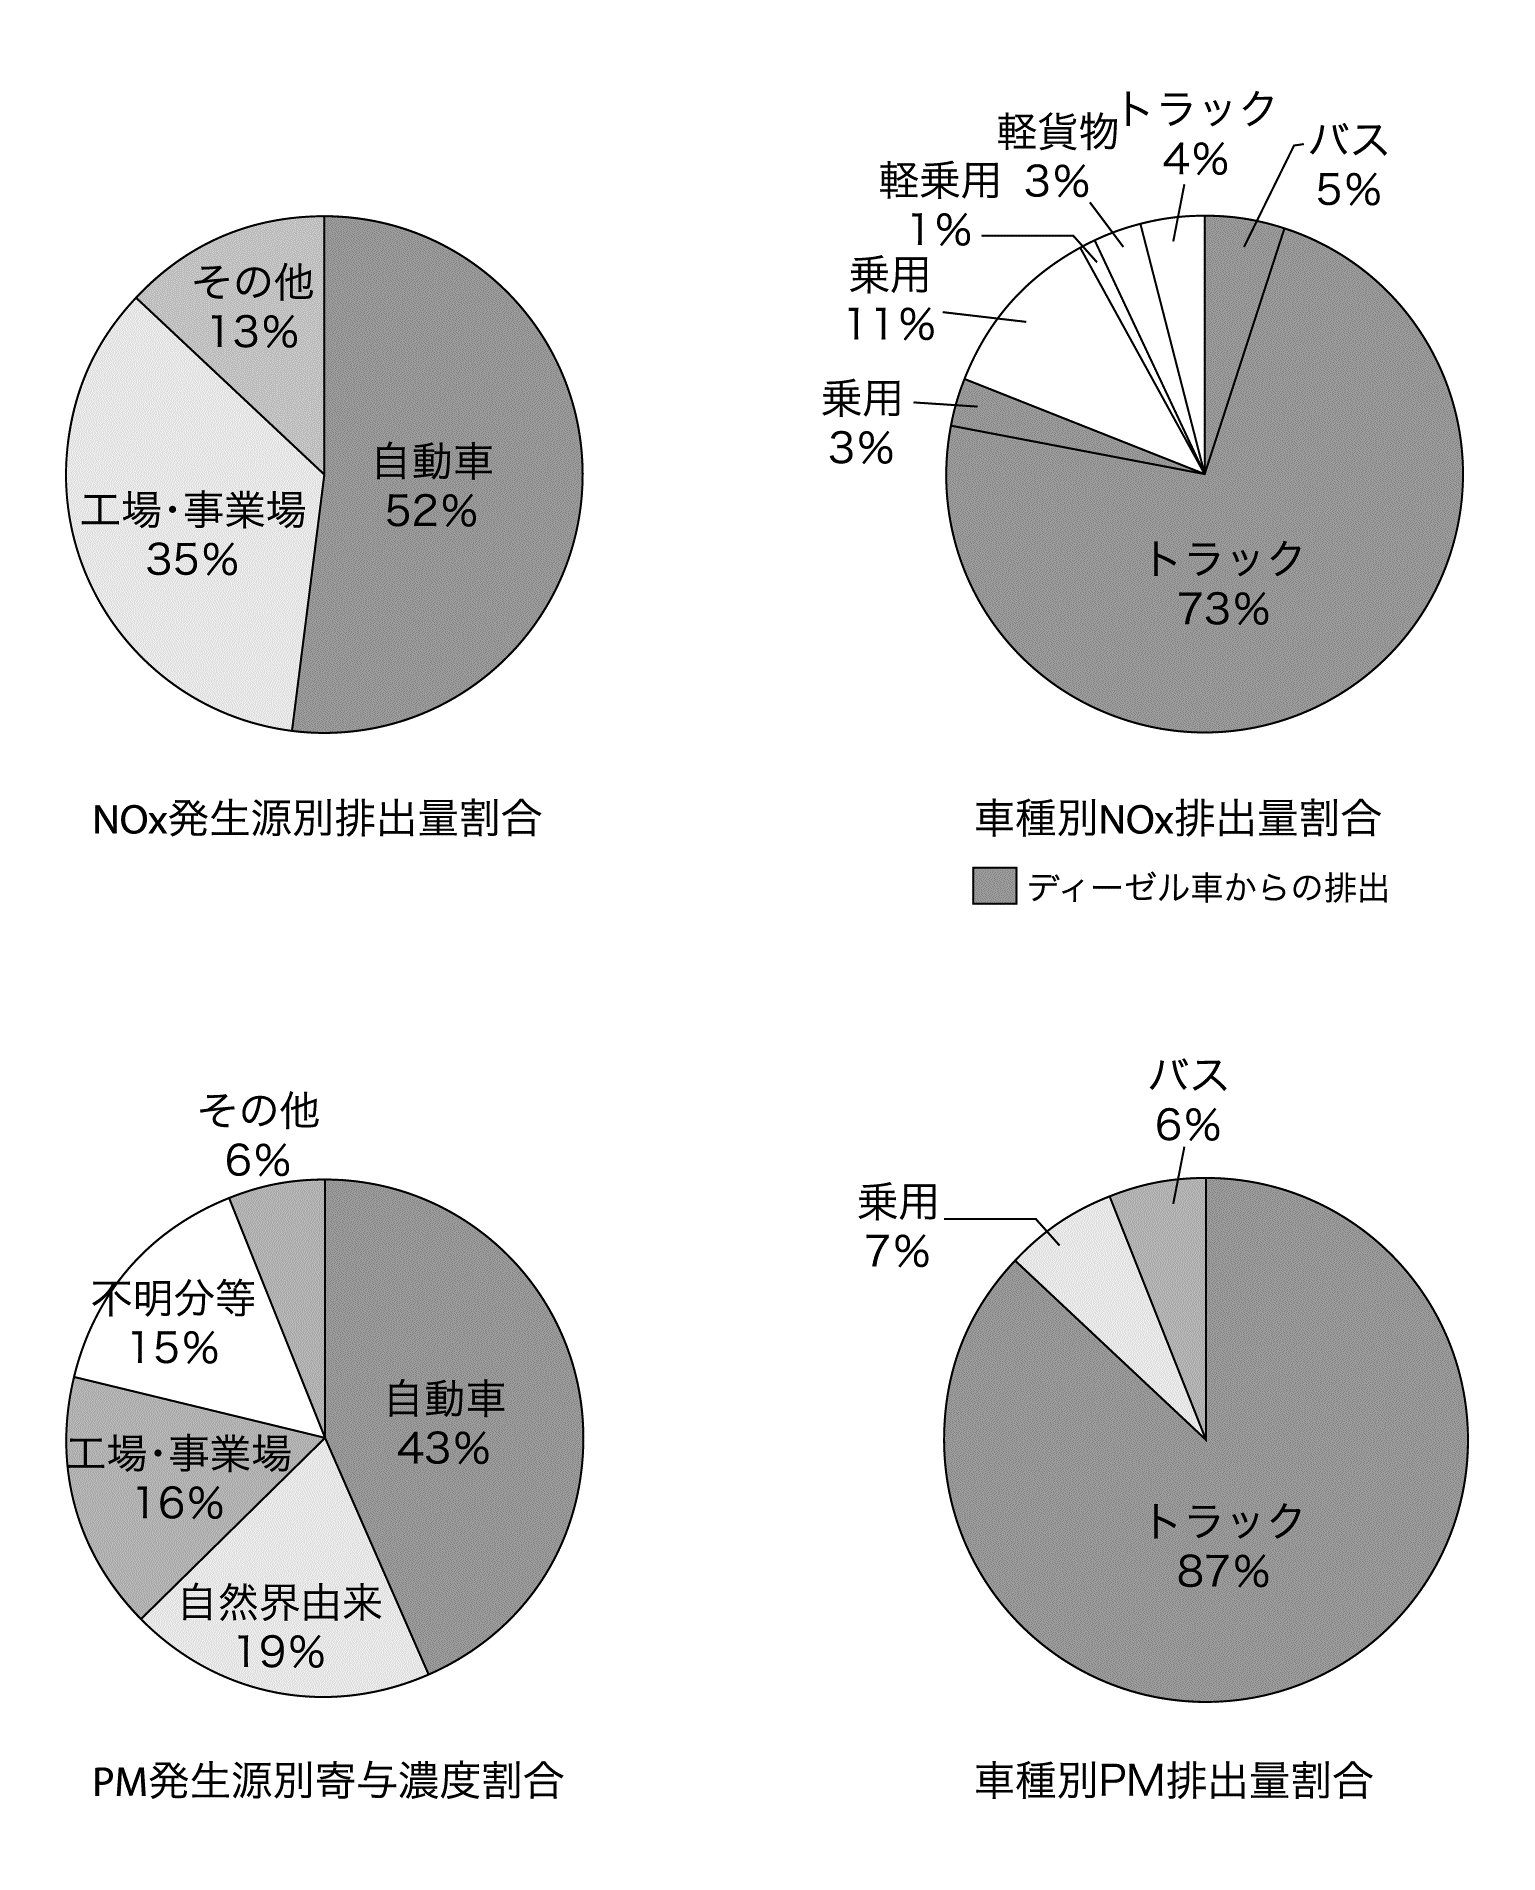 その他
13%
自動車
52%
工場・事業場
35%
NOx発生源別排出量割合
トラック
4%
軽貨物
3%
バス
5%
軽乗用
1%
乗用
11%
乗用
3%
トラック
73%
車種別NOx排出量割合
ディーゼル車からの排出
その他
6%
不明分等
15%
自動車
43%
工場・事業場
16%
自然界由来
19%
PM発生源別寄与濃度割合
バス
6%
乗用
7%
トラック
87%
車種別PM排出量割合